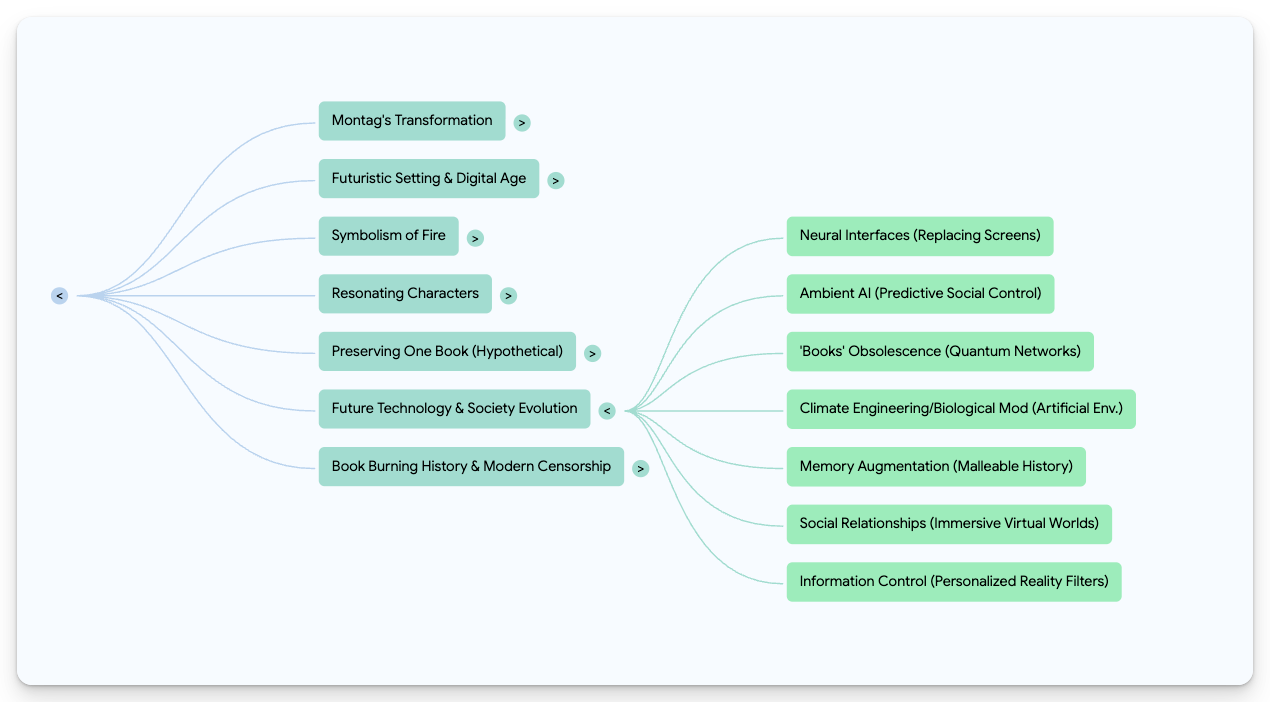 Montag's Transformation >
Futuristic Setting & Digital Age >
Symbolism of Fire >
<
Resonating Characters >
Preserving One Book (Hypothetical) >
Future Technology & Society Evolution <
Book Burning History & Modern Censorship >
Neural Interfaces (Replacing Screens)
Ambient AI (Predictive Social Control)
'Books' Obsolescence (Quantum Networks)
Climate Engineering/Biological Mod (Artificial Env.)
Memory Augmentation (Malleable History)
Social Relationships (Immersive Virtual Worlds)
Information Control (Personalized Reality Filters)